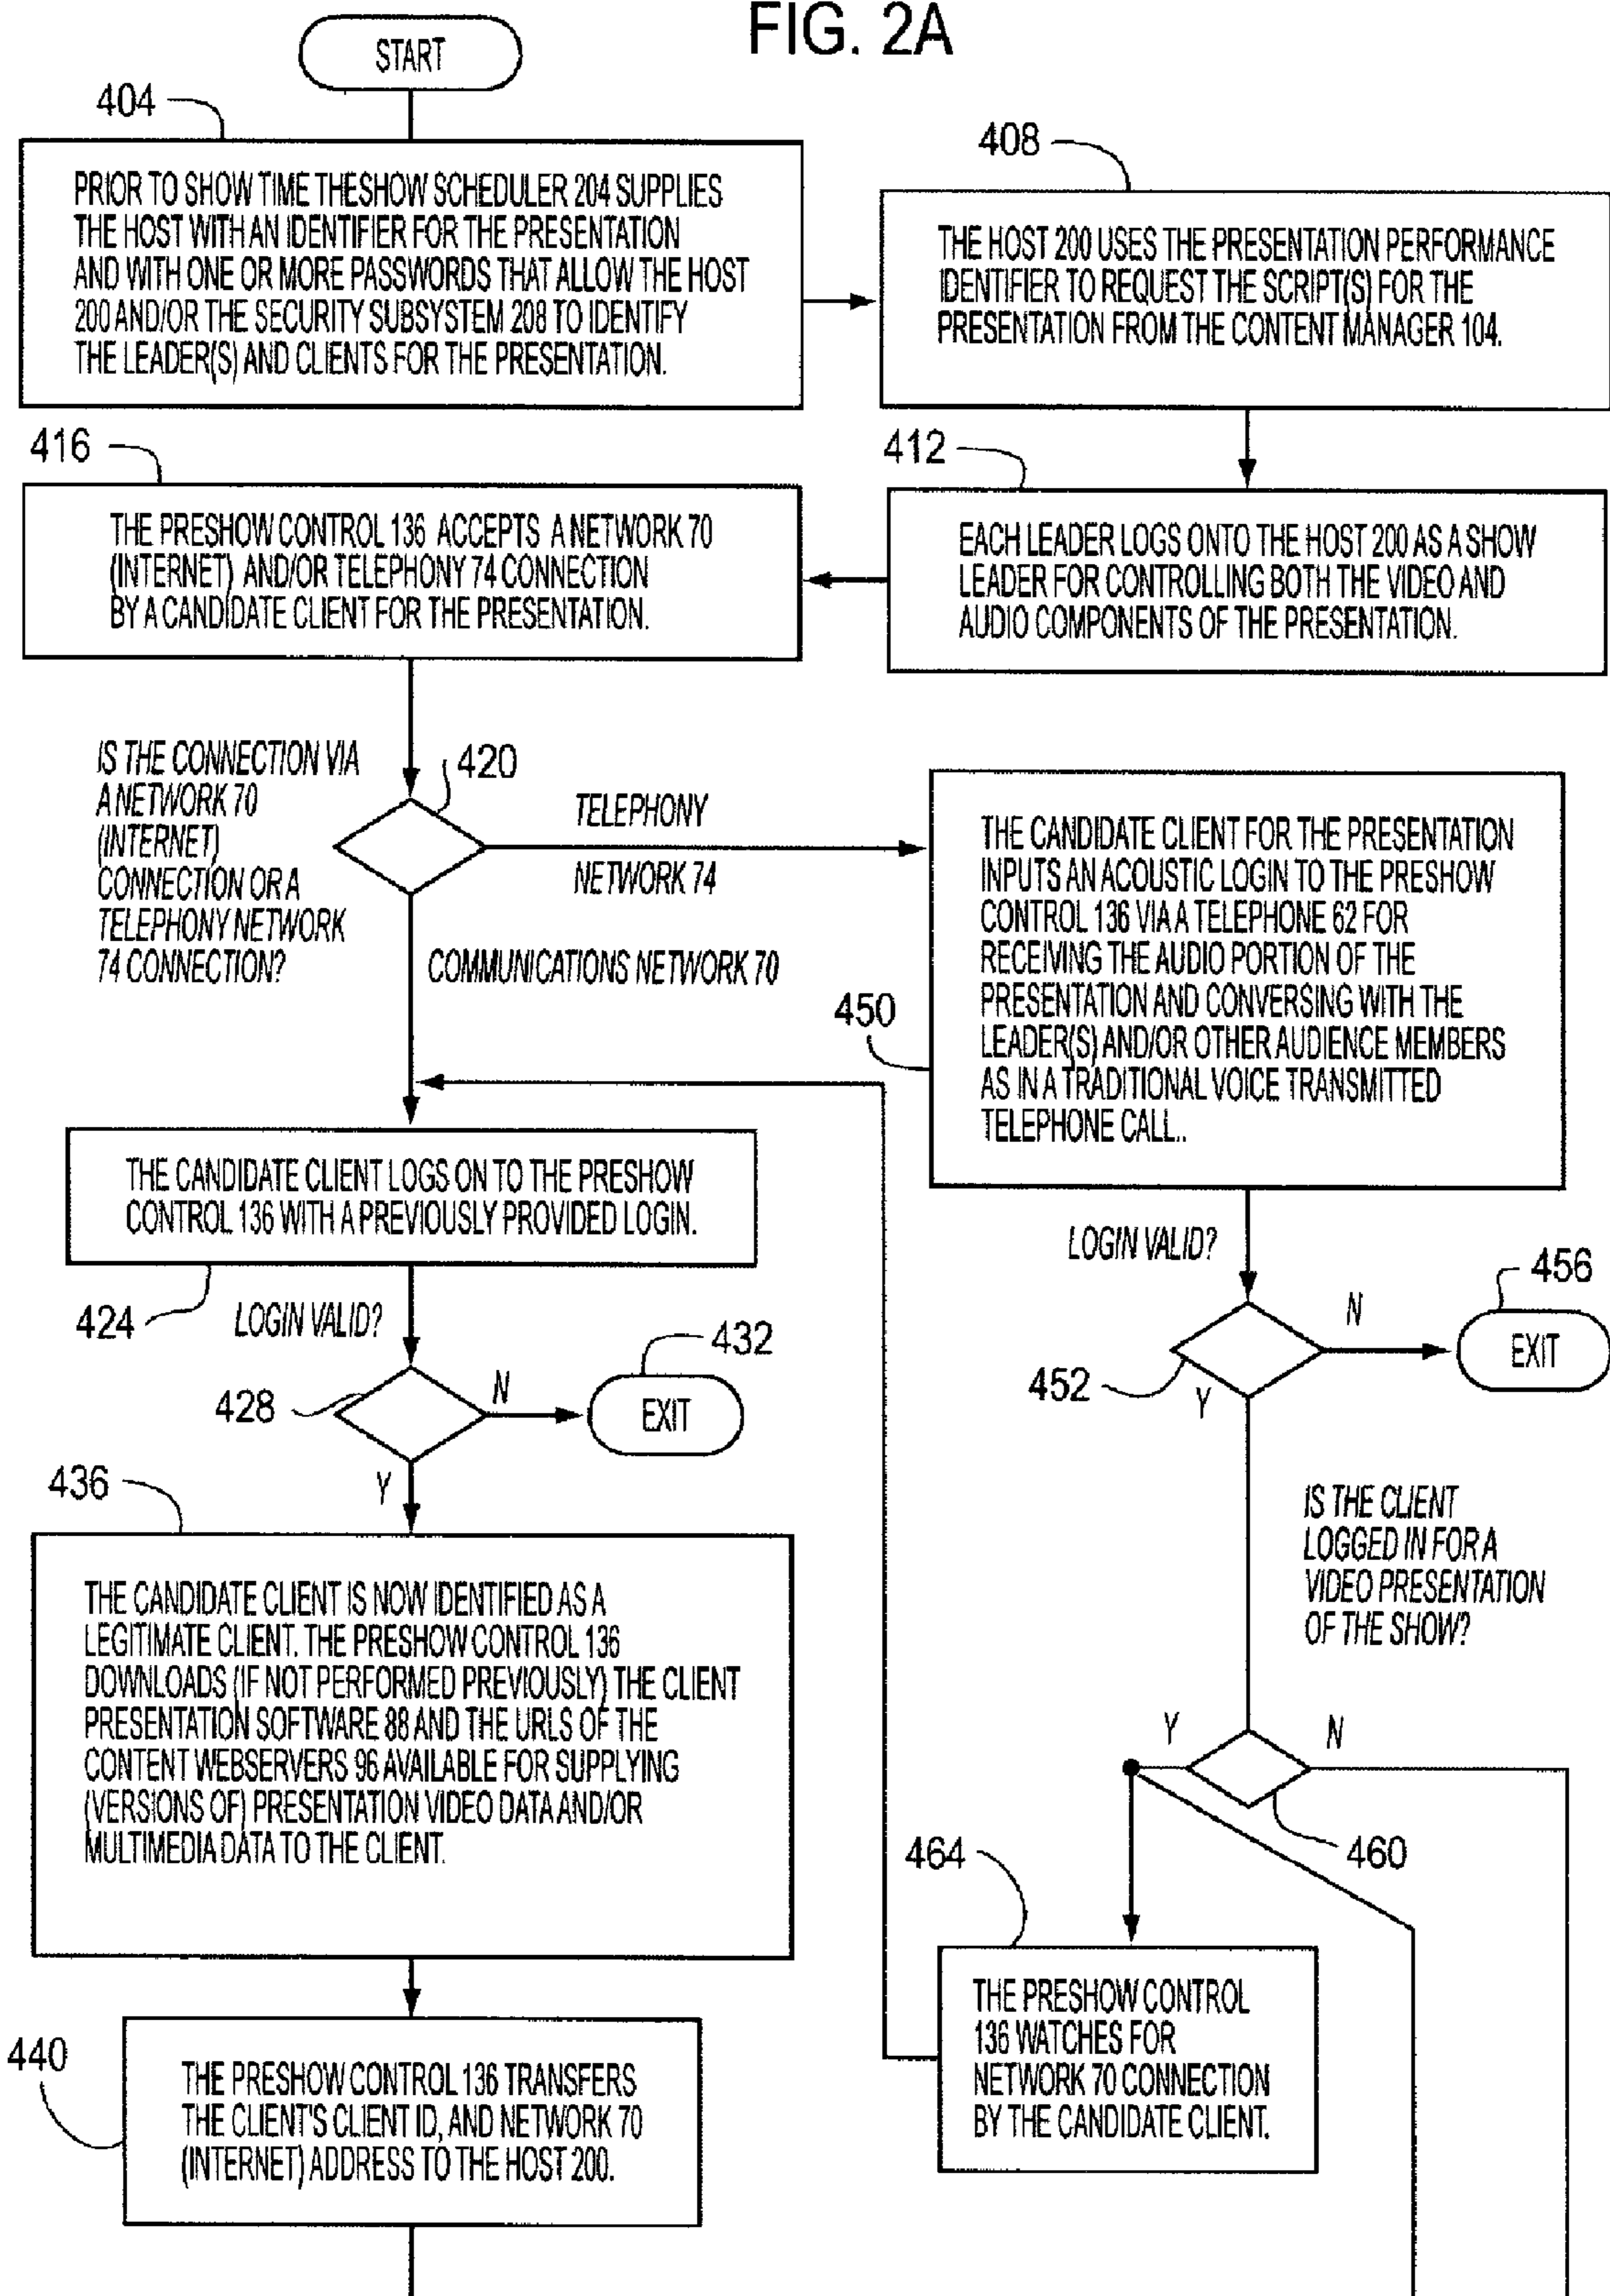 FIG. 2A
START
404
PRIOR TO SHOW TIME THESHOW SCHEDULER 204 SUPPLIES
THE HOST WITH AN IDENTIFIER FOR THE PRESENTATION
AND WITH ONE OR MORE PASSWORDS THAT ALLOW THE HOST
200 AND/OR THE SECURITY SUBSYSTEM 208 TO IDENTIFY
THE LEADER(S) AND CLIENTS FOR THE PRESENTATION.
408
THE HOST 200 USES THE PRESENTATION PERFORMANCE
IDENTIFIER TO REQUEST THE SCRIPT(S) FOR THE
PRESENTATION FROM THE CONTENT MANAGER 104.
412
EACH LEADER LOGS ONTO THE HOST 200 AS A SHOW
LEADER FOR CONTROLLING BOTH THE VIDEO AND
AUDIO COMPONENTS OF THE PRESENTATION.
416
THE PRESHOW CONTROL 136 ACCEPTS A NETWORK 70
(INTERNET) AND/OR TELEPHONY 74 CONNECTION
BY A CANDIDATE CLIENT FOR THE PRESENTATION.
IS THE CONNECTION VIA
A NETWORK 70
(INTERNET)
CONNECTION OR A
TELEPHONY NETWORK
74 CONNECTION?
420
TELEPHONY
NETWORK 74
COMMUNICATIONS NETWORK 70
450
THE CANDIDATE CLIENT FOR THE PRESENTATION
INPUTS AN ACOUSTIC LOGIN TO THE PRESHOW
CONTROL 136 VIA A TELEPHONE 62 FOR
RECEIVING THE AUDIO PORTION OF THE
PRESENTATION AND CONVERSING WITH THE
LEADER(S) AND/OR OTHER AUDIENCE MEMBERS
AS IN A TRADITIONAL VOICE TRANSMITTED
TELEPHONE CALL..
THE CANDIDATE CLIENT LOGS ON TO THE PRESHOW
CONTROL 136 WITH A PREVIOUSLY PROVIDED LOGIN.
424
LOGIN VALID?
428
N
432
EXIT
Y
LOGIN VALID?
452
N
456
EXIT
Y
436
THE CANDIDATE CLIENT IS NOW IDENTIFIED AS A
LEGITIMATE CLIENT. THE PRESHOW CONTROL 136
DOWNLOADS (IF NOT PERFORMED PREVIOUSLY) THE CLIENT
PRESENTATION SOFTWARE 88 AND THE URLS OF THE
CONTENT WEBSERVERS 96 AVAILABLE FOR SUPPLYING
(VERSIONS OF) PRESENTATION VIDEO DATA AND/OR
MULTIMEDIA DATA TO THE CLIENT.
IS THE CLIENT
LOGGED IN FOR A
VIDEO PRESENTATION
OF THE SHOW?
Y
N
460
464
THE PRESHOW CONTROL
136 WATCHES FOR
NETWORK 70 CONNECTION
BY THE CANDIDATE CLIENT.
440
THE PRESHOW CONTROL 136 TRANSFERS
THE CLIENT'S CLIENT ID, AND NETWORK 70
(INTERNET) ADDRESS TO THE HOST 200.